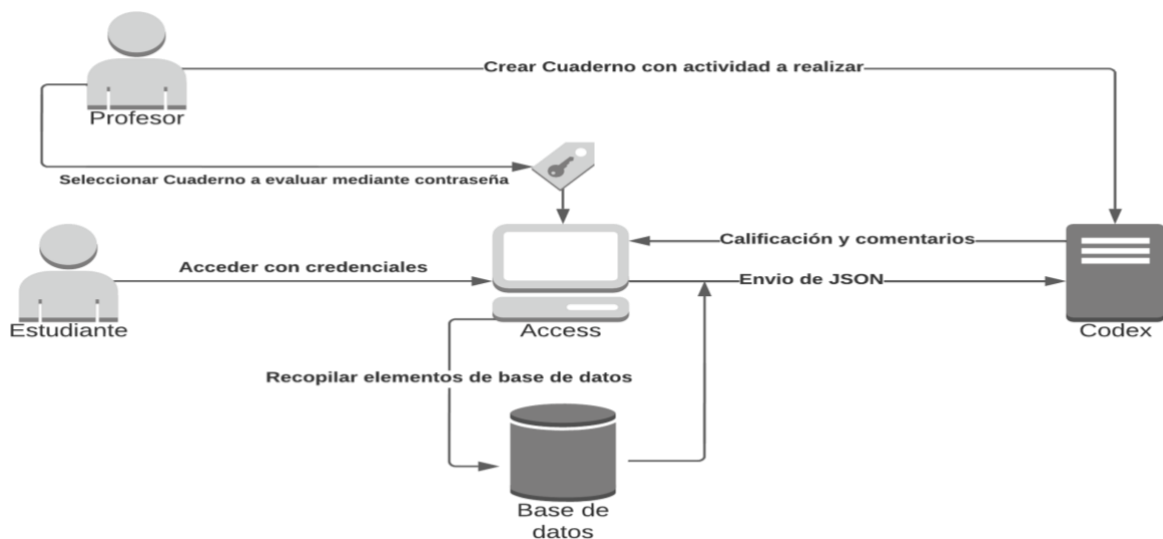 Crear Cuaderno con actividad a realizar
Profesor
Seleccionar Cuaderno a evaluar mediante contraseña
Calificación y comentarios
Acceder con credenciales
Envio de JSON
Estudiante
Access
Codex
Recopilar elementos de base de datos
Base de
datos